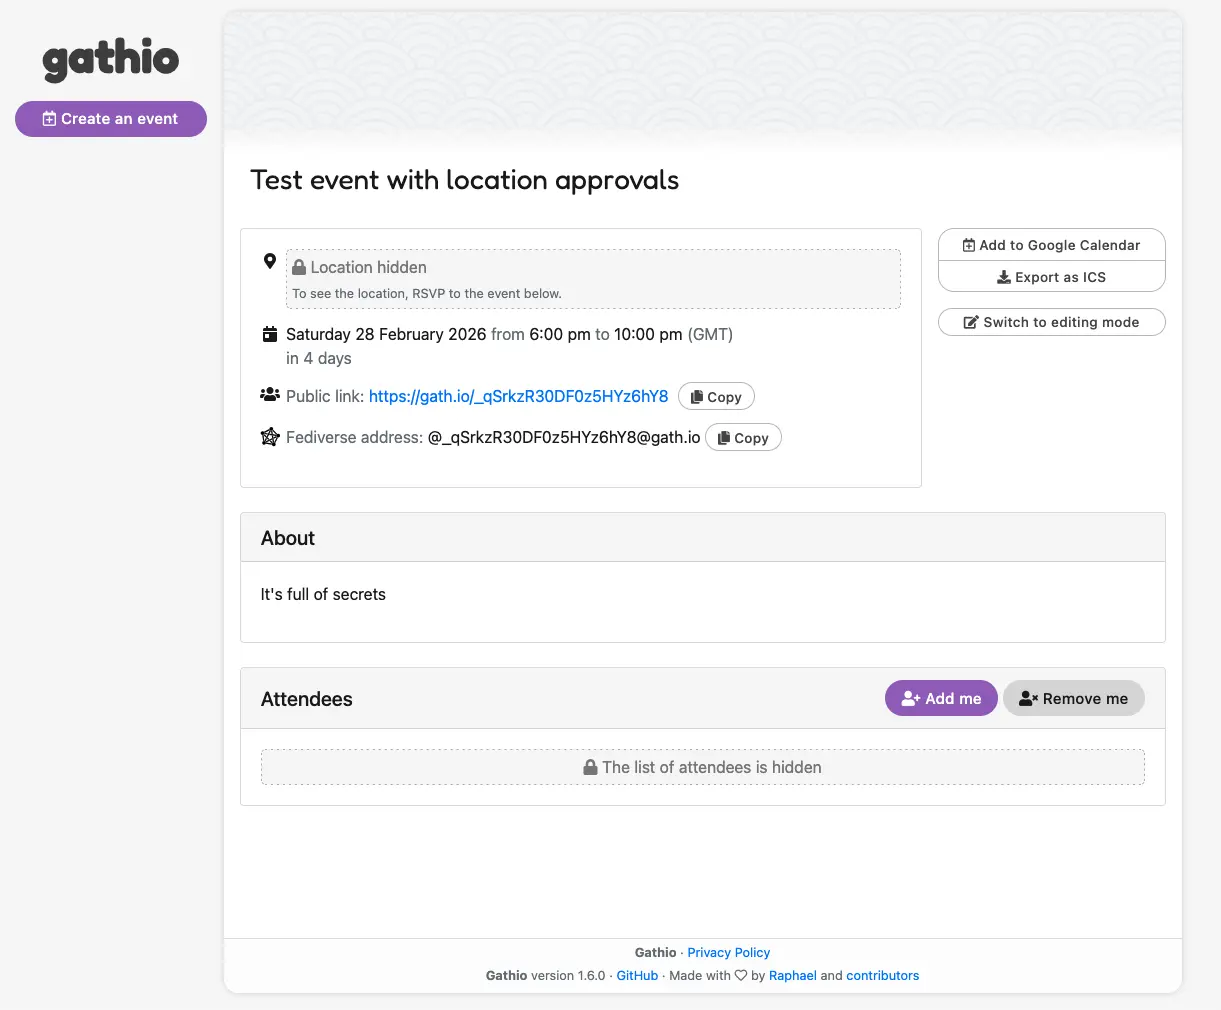 gathio
Create an event
Test event with location approvals
Location hidden
To see the location, RSVP to the event below.
Saturday 28 February 2026 from 6:00 pm to 10:00 pm (GMT)
in 4 days
Public link: https://gath.io/_qSrkzR30DF0z5HYz6hY8 Copy
Fediverse address: @_qSrkzR30DF0z5HYz6hY8@gath.io Copy
Add to Google Calendar
Export as ICS
Switch to editing mode
About
It's full of secrets
Attendees
Add me
Remove me
The list of attendees is hidden
Gathio · Privacy Policy
Gathio version 1.6.0 · GitHub · Made with ♡ by Raphael and contributors